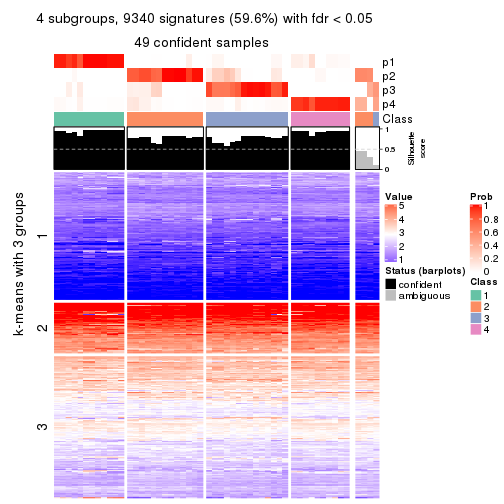 4 subgroups, 9340 signatures (59.6%) with fdr < 0.05
49 confident samples
p1
p2
p3
p4
Class
1
0.5
0
Silhouette
score
k-means with 3 groups
1
2
3
Value
5
4
3
2
1
Status (barplots)
confident
ambiguous
Prob
1
0.8
0.6
0.4
0.2
0
Class
1
2
3
4